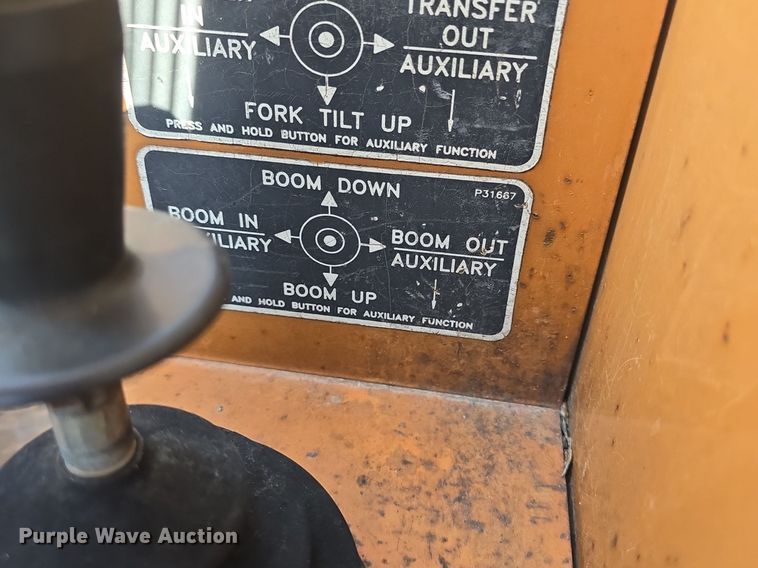 IN
AUXILIARY
TRANSFER
OUT
AUXILIARY
FORK TILT UP
PRESS AND HOLD BUTTON FOR AUXILIARY FUNCTION
BOOM DOWN
P31667
BOOM IN
AUXILIARY
BOOM OUT
AUXILIARY
BOOM UP
AND HOLD BUTTON FOR AUXILIARY FUNCTION
Purple Wave Auction